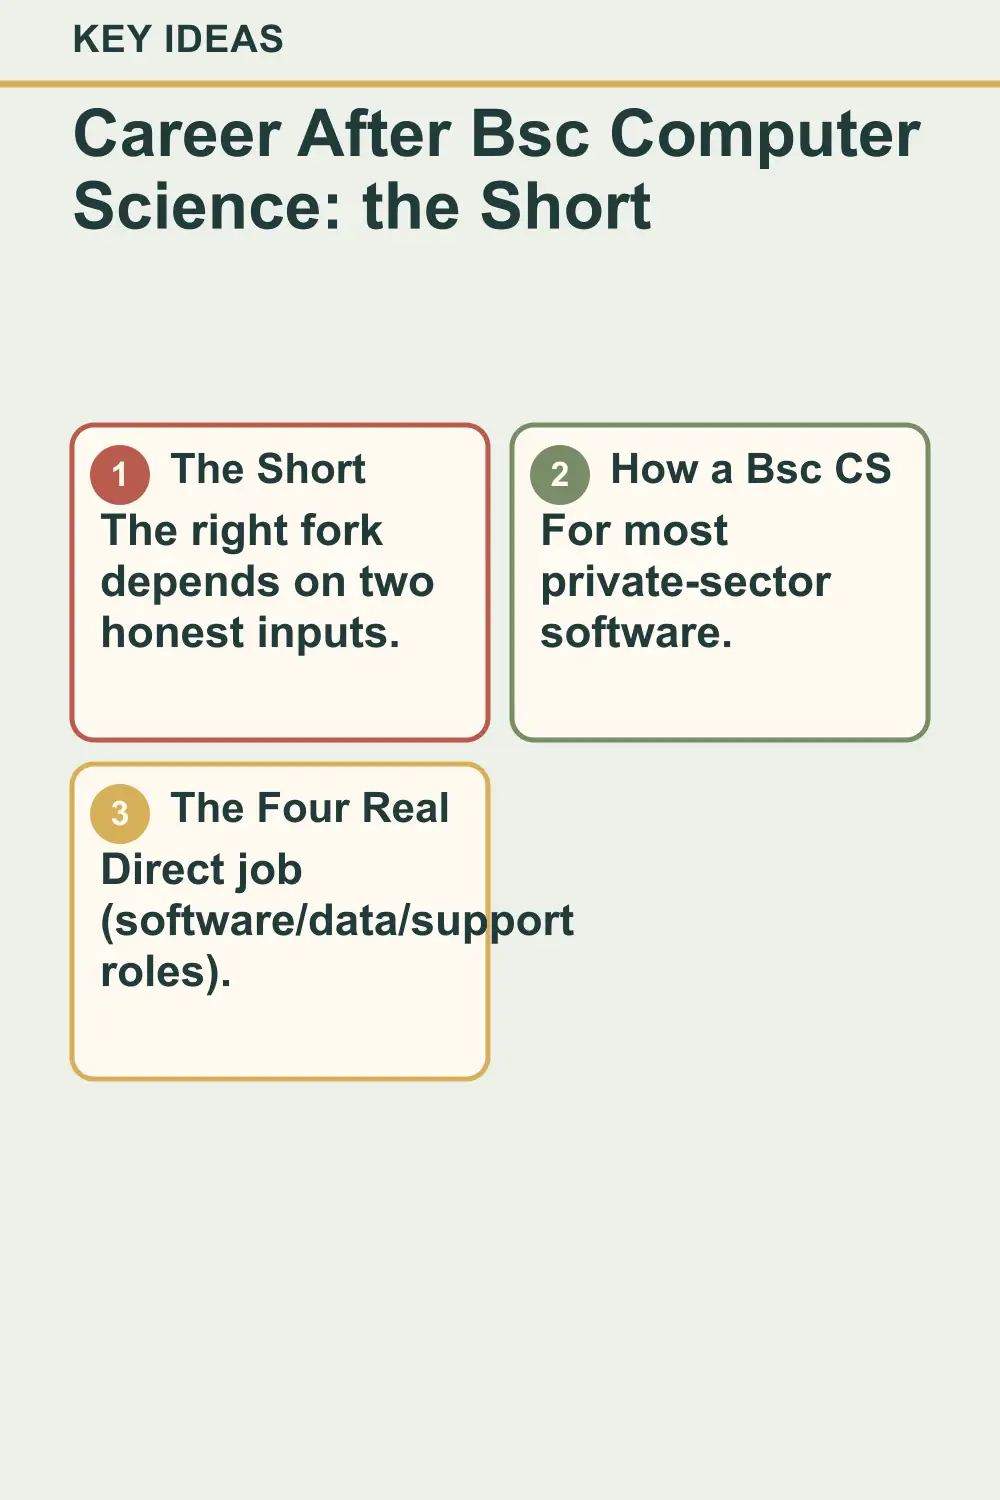 KEY IDEAS
Career After Bsc Computer
Science: the Short
1 The Short
The right fork
depends on two
honest inputs.
2 How a Bsc CS
For most
private-sector
software.
3 The Four Real
Direct job
(software/data/support
roles).